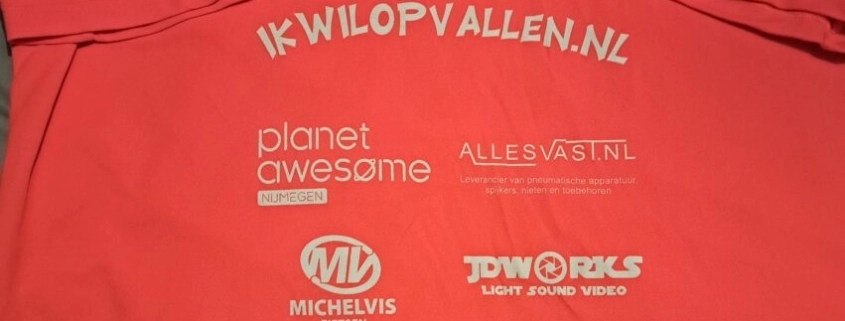 IKWILOPVALLEN.NL
planet
awesøme
NIJMEGEN
ALLESVAST.NL
Leverancier van pneumatische apparatuur,
spijkers, nieten en toebehoren
MV
MICHELVIS
JDWORKS
LIGHT SOUND VIDEO